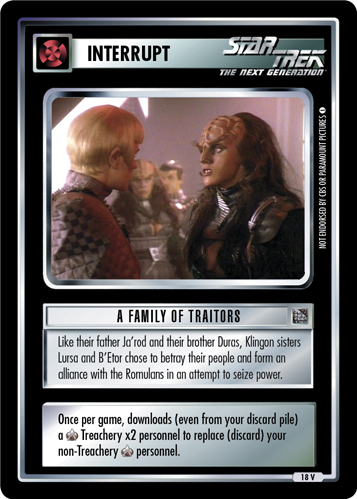 INTERRUPT
STAR TREK
THE NEXT GENERATION
NOT ENDORSED BY CBS OR PARAMOUNT PICTURES
A FAMILY OF TRAITORS
Like their father Ja'rod and their brother Duras, Klingon sisters
Lursa and B'Etor chose to betray their people and form an
alliance with the Romulans in an attempt to seize power.
Once per game, downloads (even from your discard pile)
a Treachery x2 personnel to replace (discard) your
non-Treachery personnel.
18 V